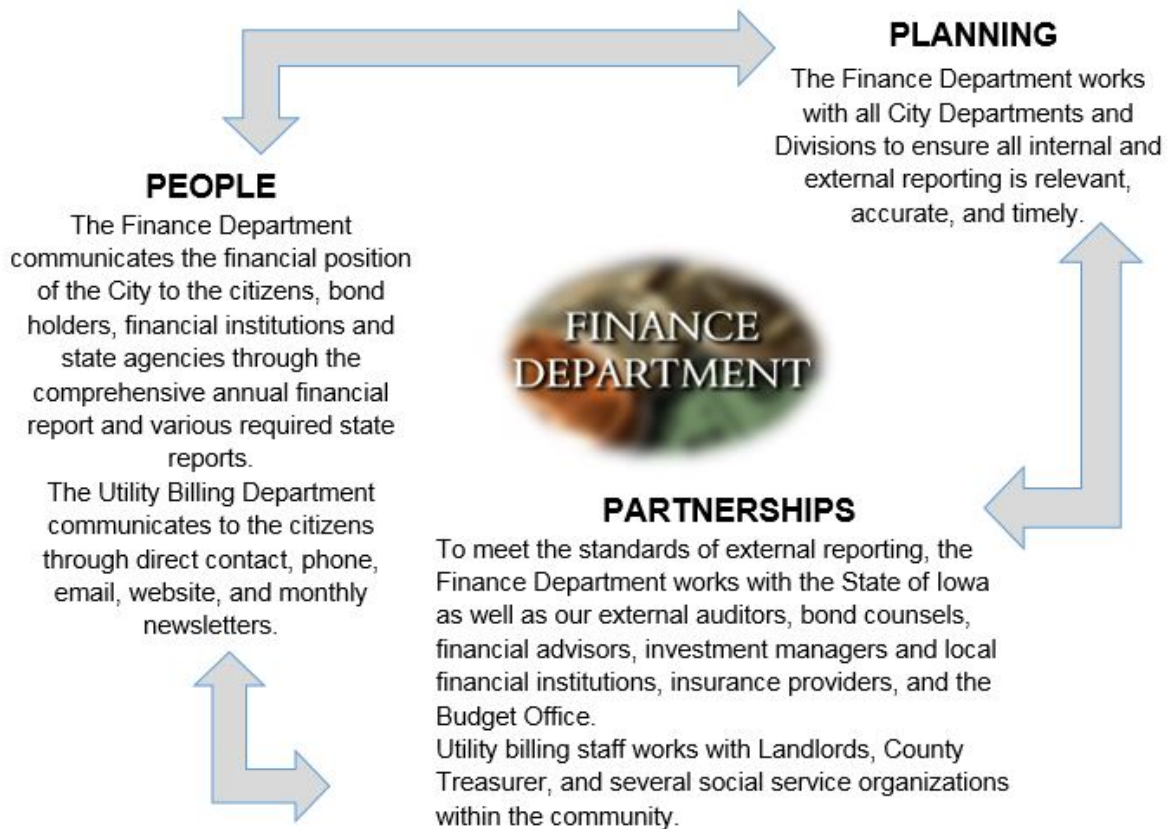 PLANNING
The Finance Department works
with all City Departments and
Divisions to ensure all internal and
external reporting is relevant,
accurate, and timely.
PEOPLE
The Finance Department
communicates the financial position
of the City to the citizens, bond
holders, financial institutions and
state agencies through the
comprehensive annual financial
report and various required state
reports.
The Utility Billing Department
communicates to the citizens
through direct contact, phone,
email, website, and monthly
newsletters.
FINANCE
DEPARTMENT
PARTNERSHIPS
To meet the standards of external reporting, the
Finance Department works with the State of Iowa
as well as our external auditors, bond counsels,
financial advisors, investment managers and local
financial institutions, insurance providers, and the
Budget Office.
Utility billing staff works with Landlords, County
Treasurer, and several social service organizations
within the community.